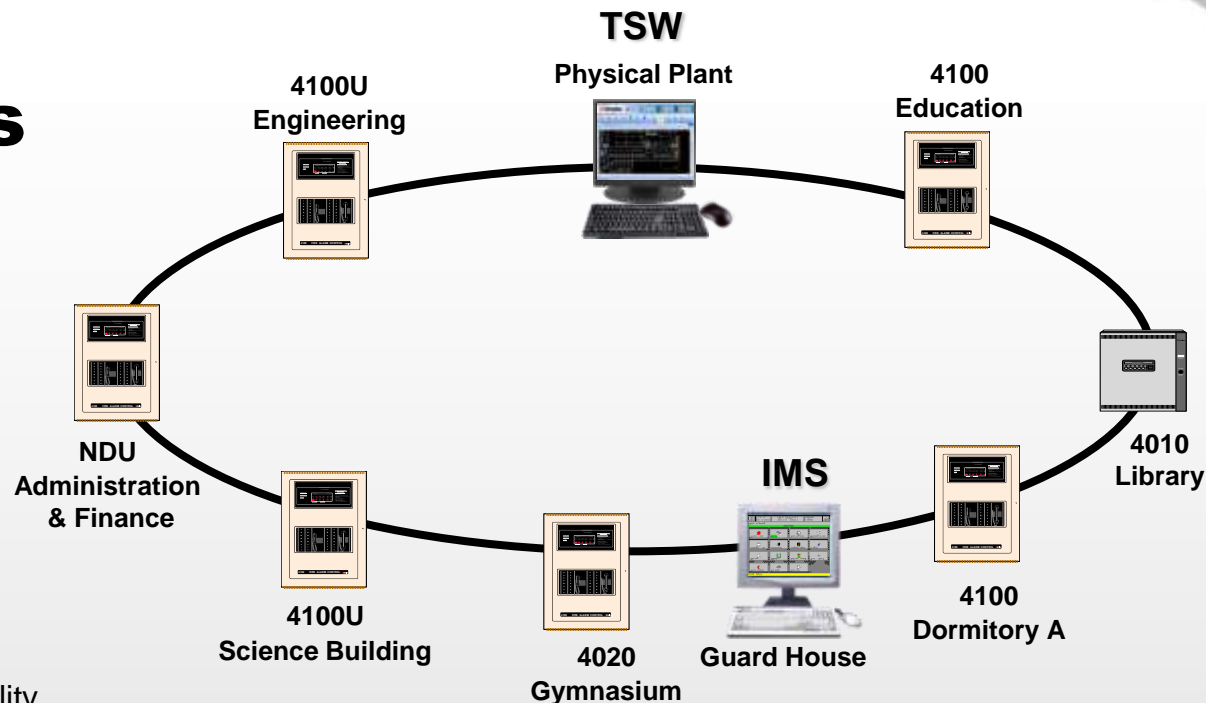 TSW
Physical Plant
4100U
Engineering
4100
Education
s
NDU
Administration
& Finance
4010
Library
IMS
4100U
Science Building
4020
Gymnasium
Guard House
4100
Dormitory A
lity